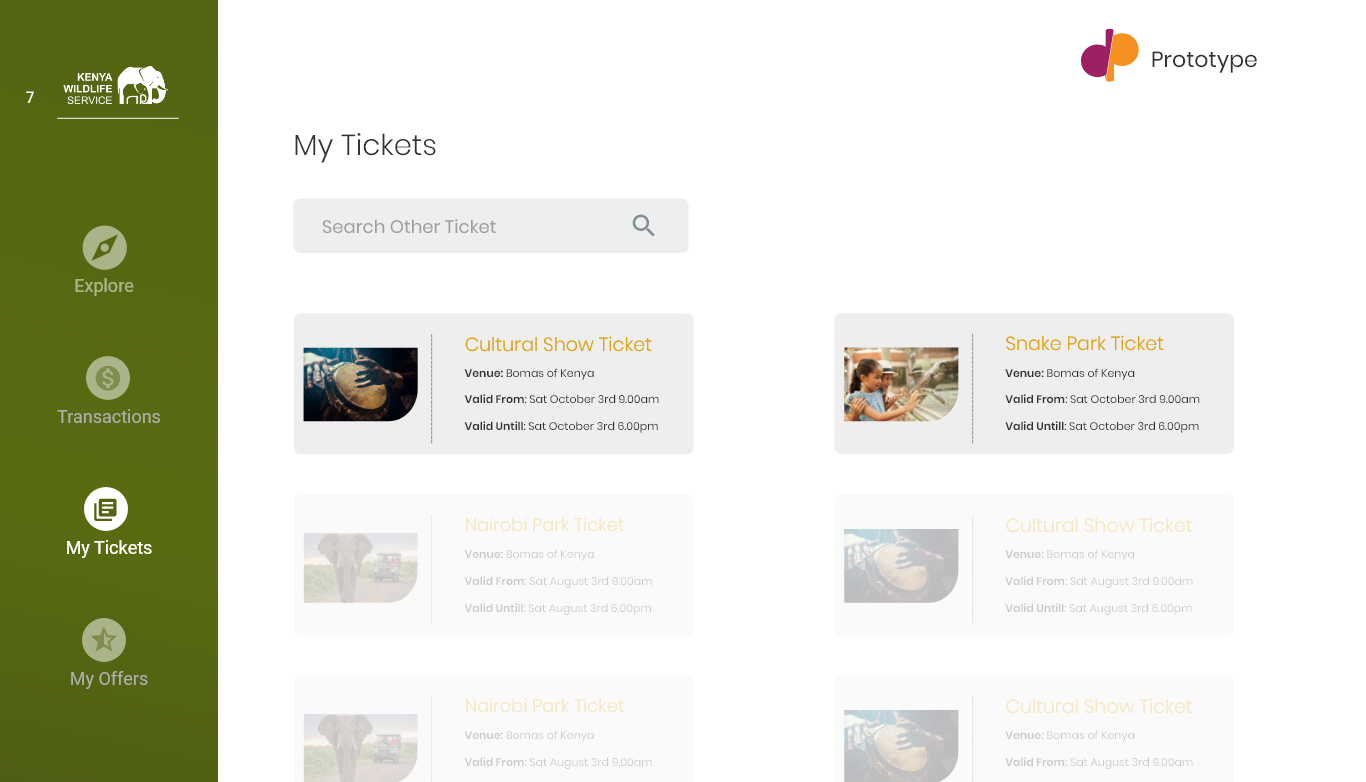 7
KENYA
WILDLIFE
SERVICE
Explore
Transactions
My Tickets
My Offers
Prototype
My Tickets
Search Other Ticket
Cultural Show Ticket
Venue: Bomas of Kenya
Valid From: Sat October 3rd 9.00am
Valid Untill: Sat October 3rd 6.00pm
Snake Park Ticket
Venue: Bomas of Kenya
Valid From: Sat October 3rd 9.00am
Valid Untill: Sat October 3rd 6.00pm
Nairobi Park Ticket
Venue: Bomas of Kenya
Valid From: Sat August 3rd 9.00am
Valid Untill: Sat August 3rd 6.00pm
Cultural Show Ticket
Venue: Bomas of Kenya
Valid From: Sat August 3rd 9.00am
Valid Untill: Sat August 3rd 6.00pm
Nairobi Park Ticket
Venue: Bomas of Kenya
Valid From: Sat August 3rd 9.00am
Cultural Show Ticket
Venue: Bomas of Kenya
Valid From: Sat August 3rd 9.00am